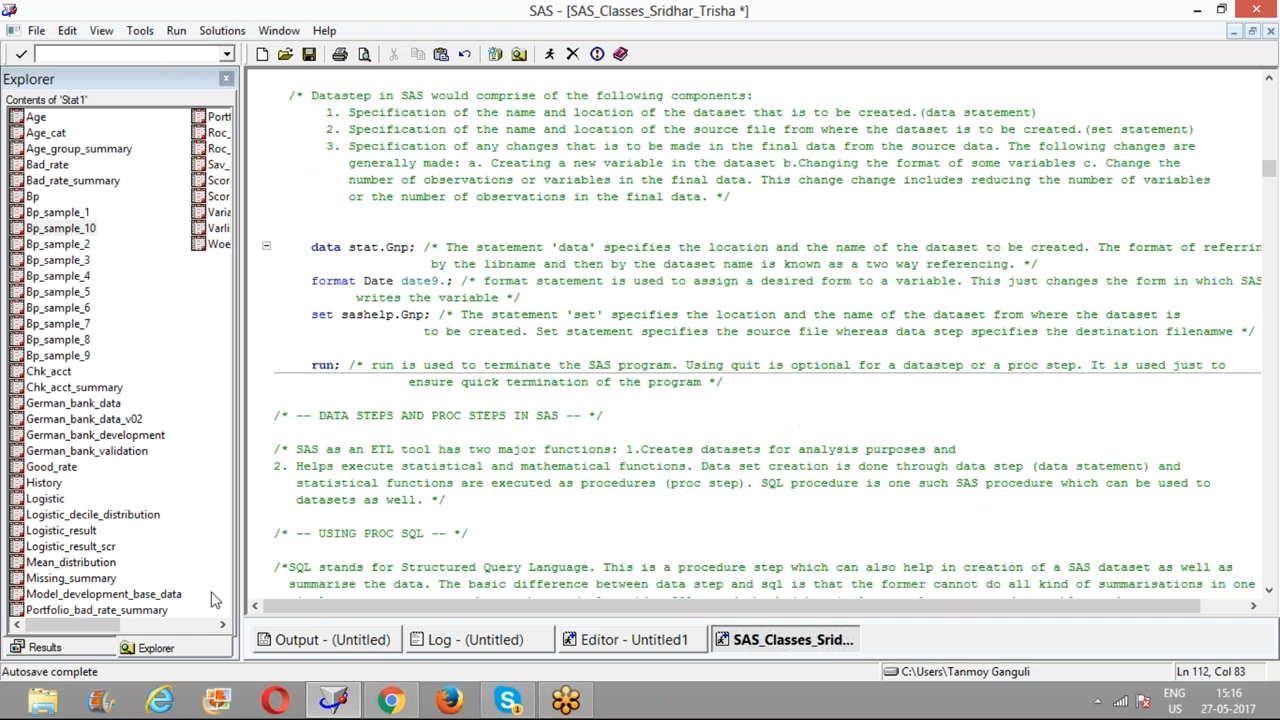 SAS - [SAS_Classes_Sridhar_Trisha *]
File Edit View Tools Run Solutions Window Help
Explorer
Contents of 'Stat1'
Age
Age_cat
Age_group_summary
Bad_rate
Bad_rate_summary
Bp
Bp_sample_1
Bp_sample_10
Bp_sample_2
Bp_sample_3
Bp_sample_4
Bp_sample_5
Bp_sample_6
Bp_sample_7
Bp_sample_8
Bp_sample_9
Chk_acct
Chk_acct_summary
German_bank_data
German_bank_data_v02
German_bank_development
German_bank_validation
Good_rate
History
Logistic
Logistic_decile_distribution
Logistic_result
Logistic_result_scr
Mean_distribution
Missing_summary
Model_development_base_data
Portfolio_bad_rate_summary
Roc_
Roc_
Sav_
Scor
Scor
Varia
Woe
Results
Explorer
/* Datastep in SAS would comprise of the following components:
1. Specification of the name and location of the dataset that is to be created.(data statement)
2. Specification of the name and location of the source file from where the dataset is to be created.(set statement)
3. Specification of any changes that is to be made in the final data from the source data. The following changes are
generally made: a. Creating a new variable in the dataset b.Changing the format of some variables c. Change the
number of observations or variables in the final data. This change change includes reducing the number of variables
or the number of observations in the final data. */
data stat.Gnp; /* The statement 'data' specifies the location and the name of the dataset to be created. The format of referrin
by the libname and then by the dataset name is known as a two way referencing. */
format Date date9.; /* format statement is used to assign a desired form to a variable. This just changes the form in which SAS
writes the variable */
set sashelp.Gnp; /* The statement 'set' specifies the location and the name of the dataset from where the dataset is
to be created. Set statement specifies the source file whereas data step specifies the destination filenamwe */
run; /* run is used to terminate the SAS program. Using quit is optional for a datastep or a proc step. It is used just to
ensure quick termination of the program */
/* -- DATA STEPS AND PROC STEPS IN SAS -- */
/* SAS as an ETL tool has two major functions: 1.Creates datasets for analysis purposes and
2. Helps execute statistical and mathematical functions. Data set creation is done through data step (data statement) and
statistical functions are executed as procedures (proc step). SQL procedure is one such SAS procedure which can be used to
datasets as well. */
/* -- USING PROC SQL -- */
/*SQL stands for Structured Query Language. This is a procedure step which can also help in creation of a SAS dataset as well as
summarise the data. The basic difference between data step and sql is that the former cannot do all kind of summarisations in one
Output - (Untitled)
Log - (Untitled)
Editor - Untitled1
SAS_Classes_Srid...
Autosave complete
C:\Users\Tanmoy Ganguli
Ln 112, Col 83
ENG
US
15:16
27-05-2017